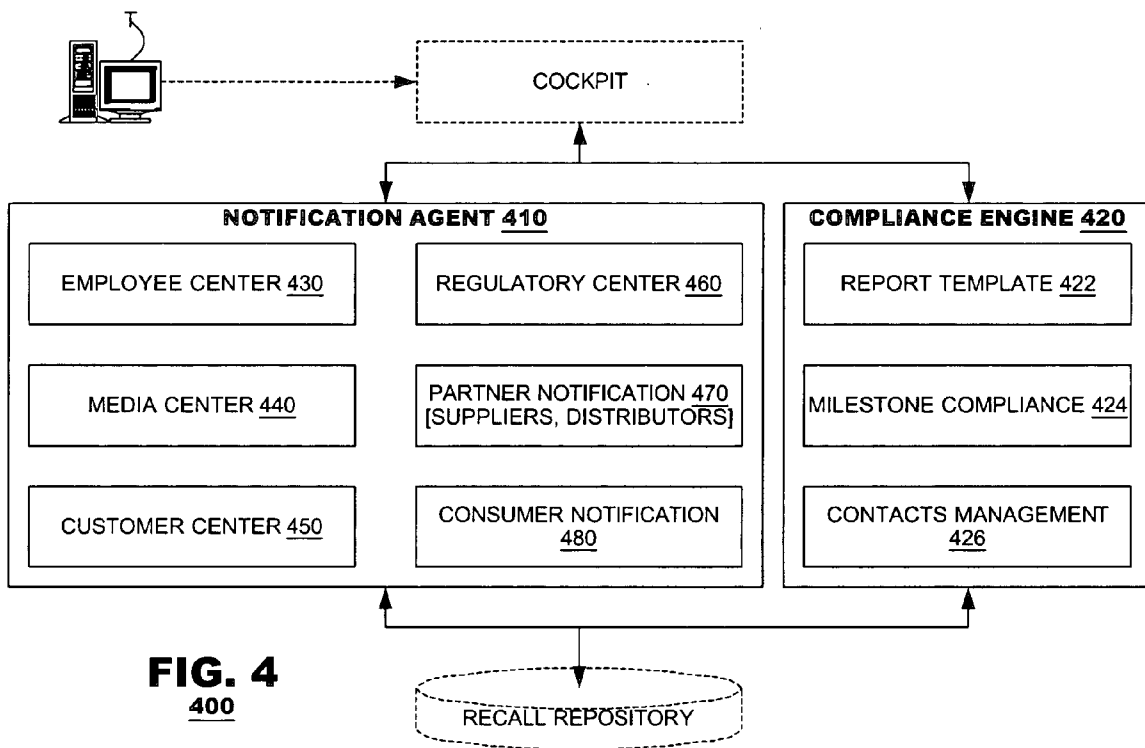 COCKPIT
NOTIFICATION AGENT 410
EMPLOYEE CENTER 430
REGULATORY CENTER 460
MEDIA CENTER 440
PARTNER NOTIFICATION 470
[SUPPLIERS, DISTRIBUTORS]
CUSTOMER CENTER 450
CONSUMER NOTIFICATION
480
COMPLIANCE ENGINE 420
REPORT TEMPLATE 422
MILESTONE COMPLIANCE 424
CONTACTS MANAGEMENT
426
RECALL REPOSITORY
FIG. 4
400